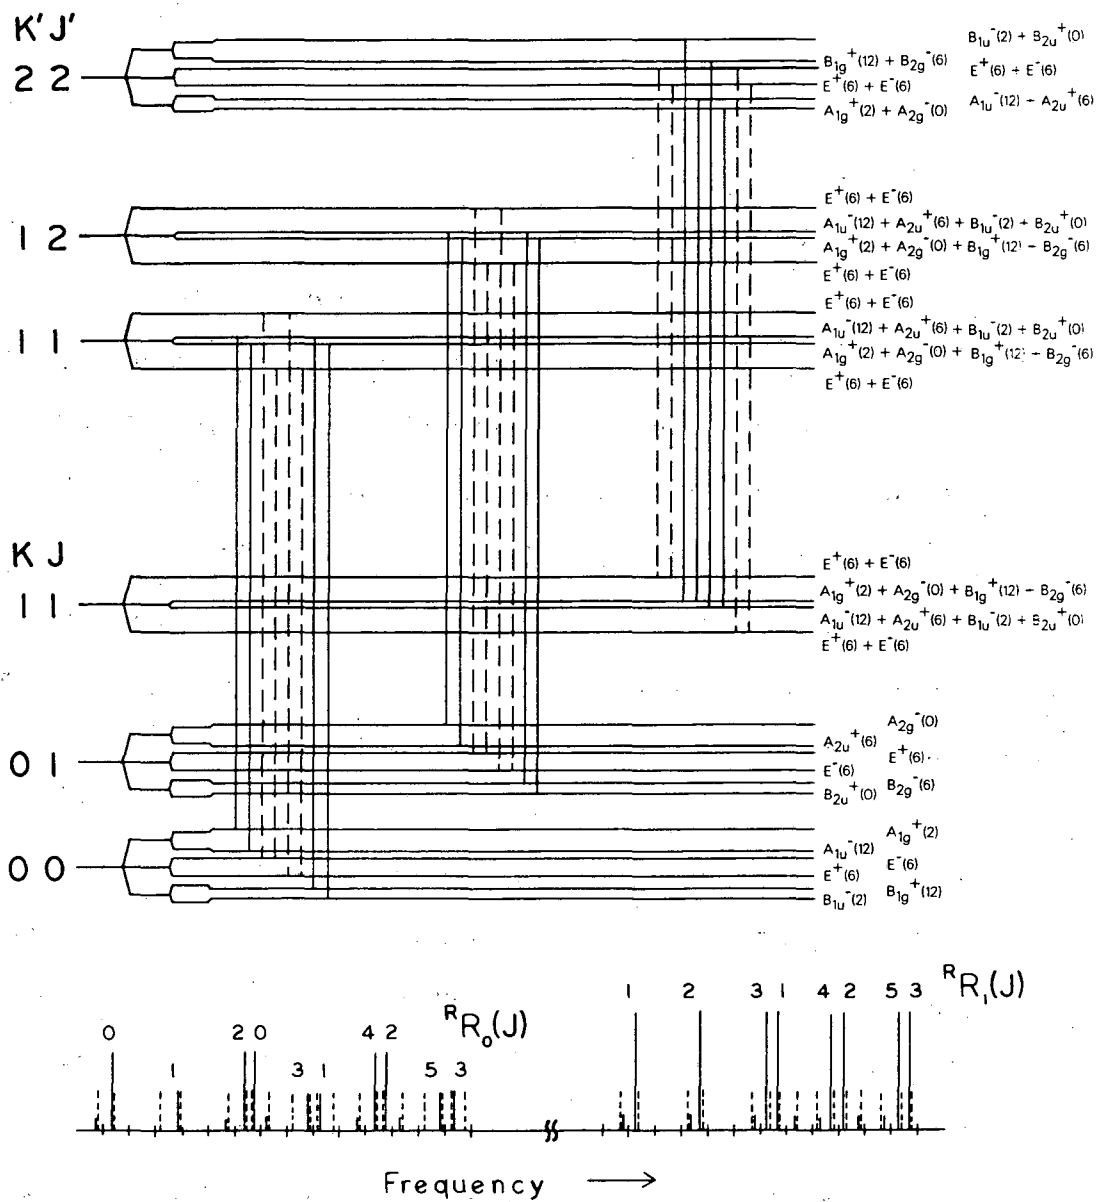 K'J'
B₁ᵤ⁻(2) + B₂ᵤ⁺(0)
B₁g⁺(12) + B₂g⁻(6)
2 2
E⁺(6) + E⁻(6)
E⁺(6) + E⁻(6)
A₁ᵤ⁻(12) − A₂ᵤ⁺(6)
A₁g⁺(2) + A₂g⁻(0)
E⁺(6) + E⁻(6)
A₁ᵤ⁻(12) + A₂ᵤ⁺(6) + B₁ᵤ⁻(2) + B₂ᵤ⁺(0)
1 2
A₁g⁺(2) + A₂g⁻(0) + B₁g⁺(12) − B₂g⁻(6)
E⁺(6) + E⁻(6)
E⁺(6) + E⁻(6)
A₁ᵤ⁻(12) + A₂ᵤ⁺(6) + B₁ᵤ⁻(2) + B₂ᵤ⁺(0)
1 1
A₁g⁺(2) + A₂g⁻(0) + B₁g⁺(12) − B₂g⁻(6)
E⁺(6) + E⁻(6)
K J
E⁺(6) + E⁻(6)
A₁g⁺(2) + A₂g⁻(0) + B₁g⁺(12) − B₂g⁻(6)
1 1
A₁ᵤ⁻(12) + A₂ᵤ⁺(6) + B₁ᵤ⁻(2) + B₂ᵤ⁺(0)
E⁺(6) + E⁻(6)
A₂g⁻(0)
A₂ᵤ⁺(6)
E⁺(6)
0 1
E⁻(6)
B₂g⁻(6)
B₂ᵤ⁺(0)
A₁g⁺(2)
A₁ᵤ⁻(12)
E⁻(6)
0 0
E⁺(6)
B₁g⁺(12)
B₁ᵤ⁻(2)
ᴿR₁(J)
1 2 3 1 4 2 5 3
ᴿR₀(J)
0 2 0 4 2
1 3 1 5 3
Frequency